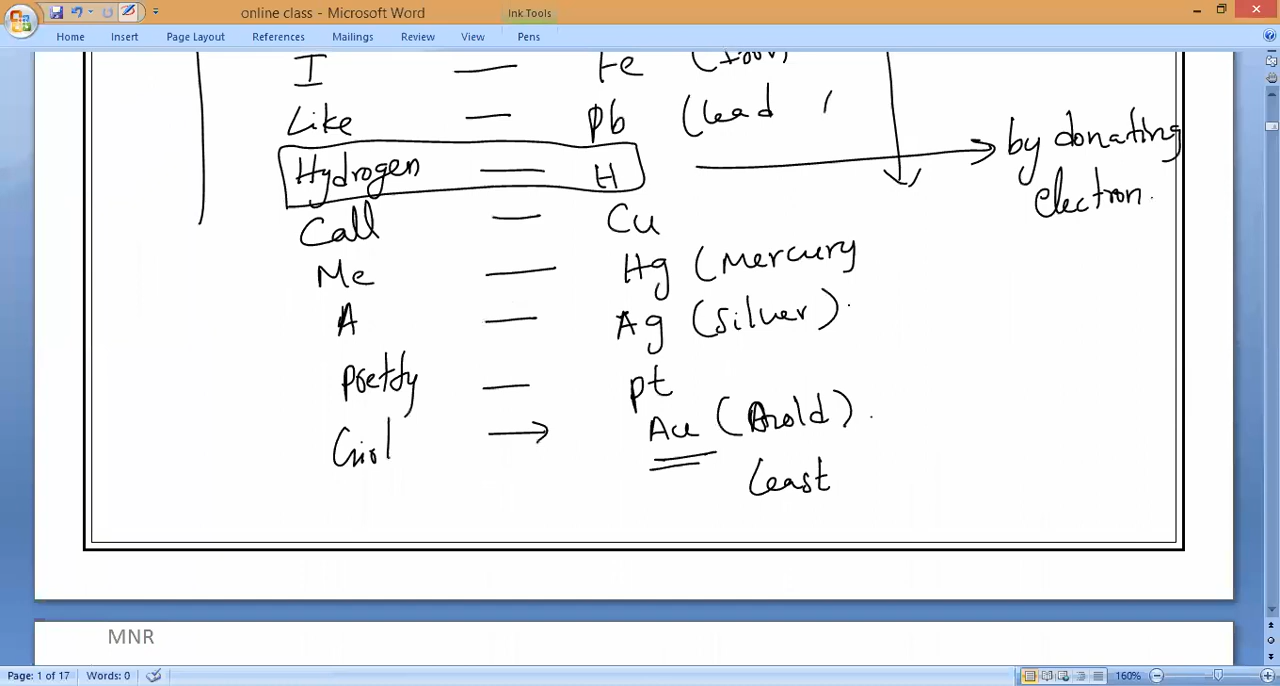 online class - Microsoft Word
Ink Tools
Home Insert Page Layout References Mailings Review View Pens
I — Fe (Iron)
Like — Pb (lead
Hydrogen — H
by donating
electron.
Call — Cu
Me — Hg (Mercury
A — Ag (Silver).
Pretty — Pt
Girl → Au (Gold).
Least
MNR
Page: 1 of 17 Words: 0 160%